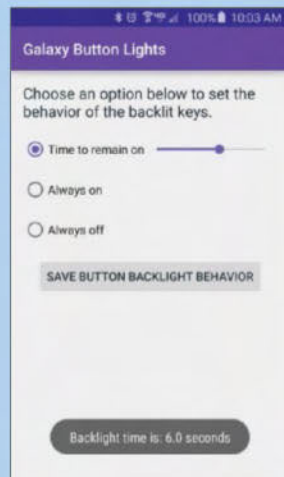 100% 10:03 AM
Galaxy Button Lights
Choose an option below to set the
behavior of the backlit keys.
Time to remain on
Always on
Always off
SAVE BUTTON BACKLIGHT BEHAVIOR
Backlight time is: 6.0 seconds